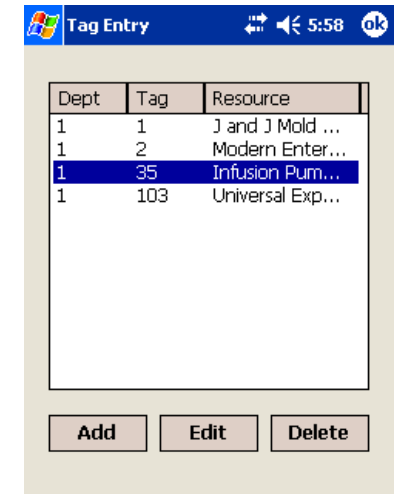 Tag Entry 5:58 ok
Dept Tag Resource
1 1 J and J Mold ...
1 2 Modern Enter...
1 35 Infusion Pum...
1 103 Universal Exp...
Add Edit Delete